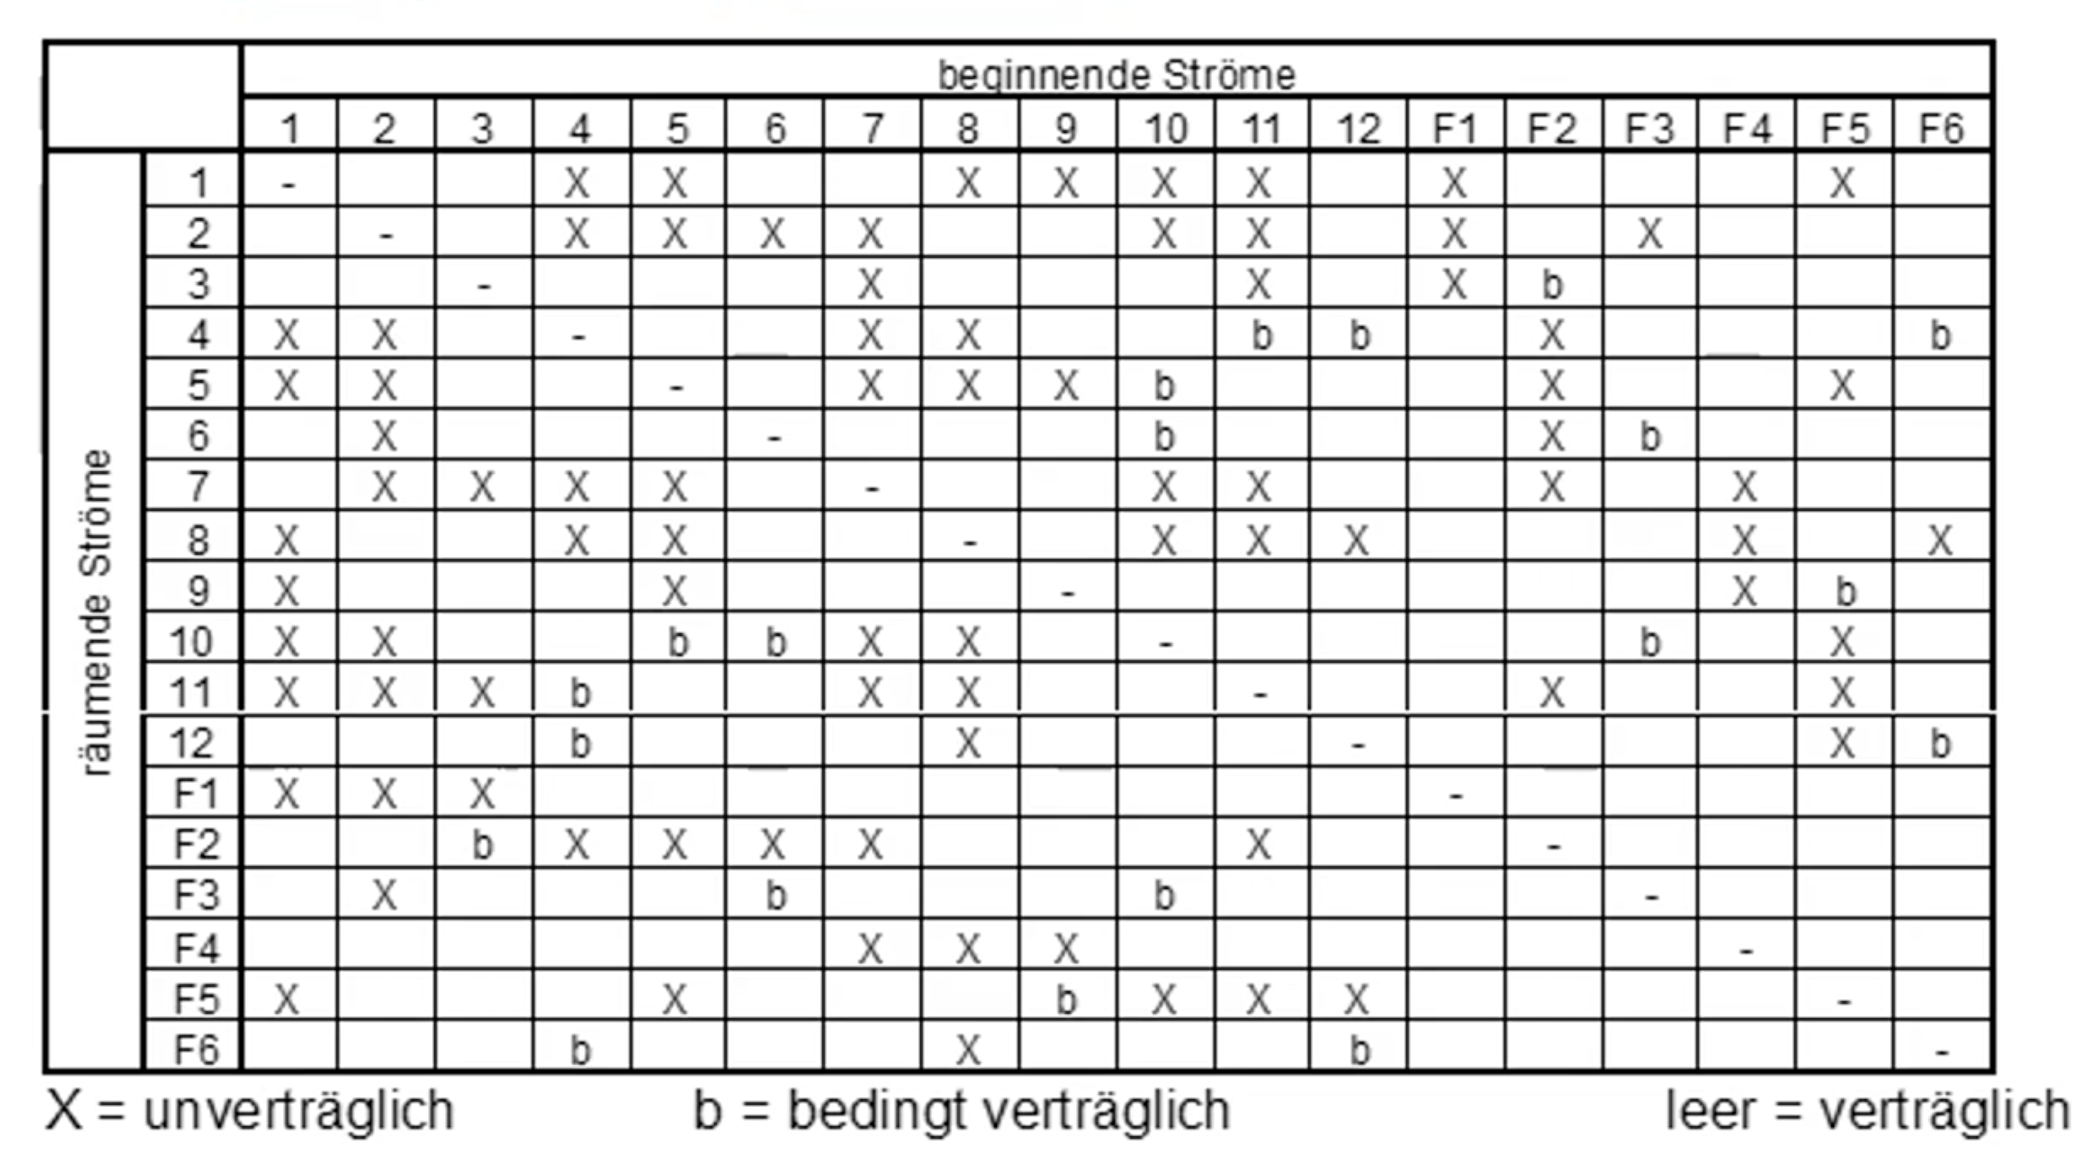 beginnende Ströme
1 2 3 4 5 6 7 8 9 10 11 12 F1 F2 F3 F4 F5 F6
räumende Ströme
1 - X X X X X X X X
2 - X X X X X X X X
3 - X X X b
4 X X - X X b b X b
5 X X - X X X b X X
6 X - b X b
7 X X X X - X X X X
8 X X X - X X X X X
9 X X - X b
10 X X b b X X - b X
11 X X X b X X - X X
12 b X - X b
F1 X X X -
F2 b X X X X X -
F3 X b b -
F4 X X X -
F5 X X b X X X -
F6 b X b -
X = unverträglich b = bedingt verträglich leer = verträglich